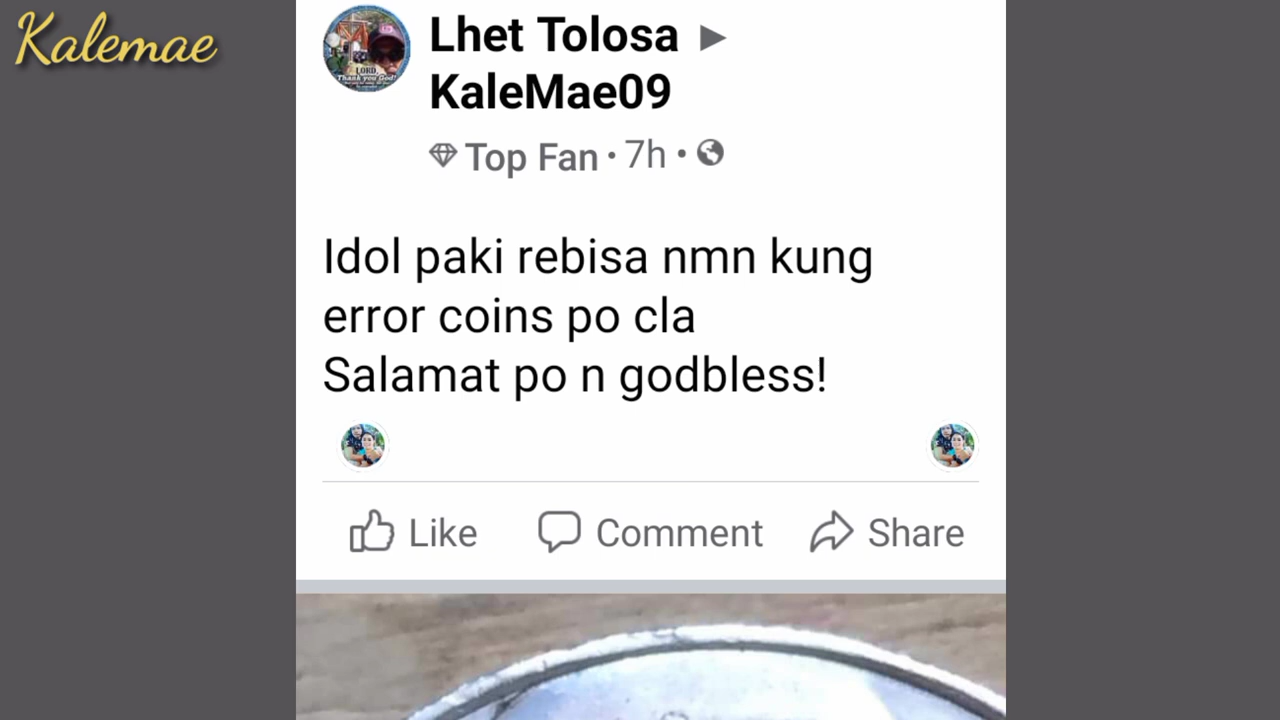 Kalemae
Lhet Tolosa ▶
KaleMae09
Top Fan · 7h ·
Idol paki rebisa nmn kung
error coins po cla
Salamat po n godbless!
Like Comment Share